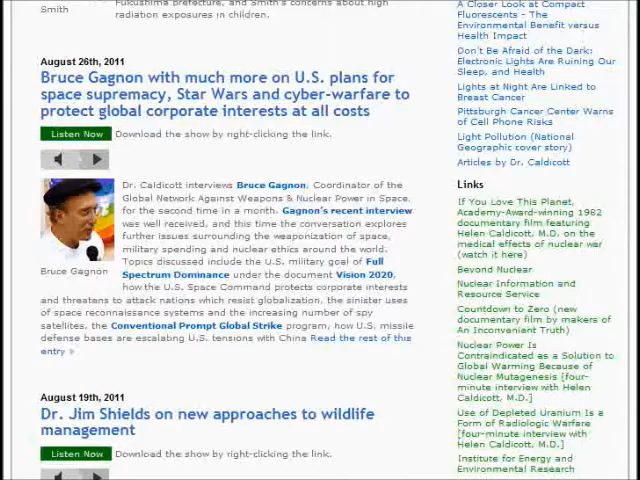 Fukushima prefecture, and Smith's concerns about high
Smith
radiation exposures in children.
August 26th, 2011
Bruce Gagnon with much more on U.S. plans for
space supremacy, Star Wars and cyber-warfare to
protect global corporate interests at all costs
Listen Now Download the show by right-clicking the link.
Dr. Caldicott interviews Bruce Gagnon, Coordinator of the
Global Network Against Weapons & Nuclear Power in Space,
for the second time in a month. Gagnon's recent interview
was well received, and this time the conversation explores
further issues surrounding the weaponization of space,
military spending and nuclear ethics around the world.
Topics discussed include the U.S. military goal of Full
Spectrum Dominance under the document Vision 2020,
Bruce Gagnon
how the U.S. Space Command protects corporate interests
and threatens to attack nations which resist globalization, the sinister uses
of space reconnaissance systems and the increasing number of spy
satellites, the Conventional Prompt Global Strike program, how U.S. missile
defense bases are escalating U.S. tensions with China Read the rest of this
entry »
August 19th, 2011
Dr. Jim Shields on new approaches to wildlife
management
Listen Now Download the show by right-clicking the link.
A Closer Look at Compact
Fluorescents - The
Environmental Benefit versus
Health Impact
Don't Be Afraid of the Dark:
Electronic Lights Are Ruining Our
Sleep, and Health
Lights at Night Are Linked to
Breast Cancer
Pittsburgh Cancer Center Warns
of Cell Phone Risks
Light Pollution (National
Geographic cover story)
Articles by Dr. Caldicott
Links
If You Love This Planet,
Academy-Award-winning 1982
documentary film featuring
Helen Caldicott, M.D. on the
medical effects of nuclear war
(watch it here)
Beyond Nuclear
Nuclear Information and
Resource Service
Countdown to Zero (new
documentary film by makers of
An Inconvenient Truth)
Nuclear Power Is
Contraindicated as a Solution to
Global Warming Because of
Nuclear Mutagenesis [four-
minute interview with Helen
Caldicott, M.D.]
Use of Depleted Uranium Is a
Form of Radiologic Warfare
[four-minute interview with
Helen Caldicott, M.D.]
Institute for Energy and
Environmental Research